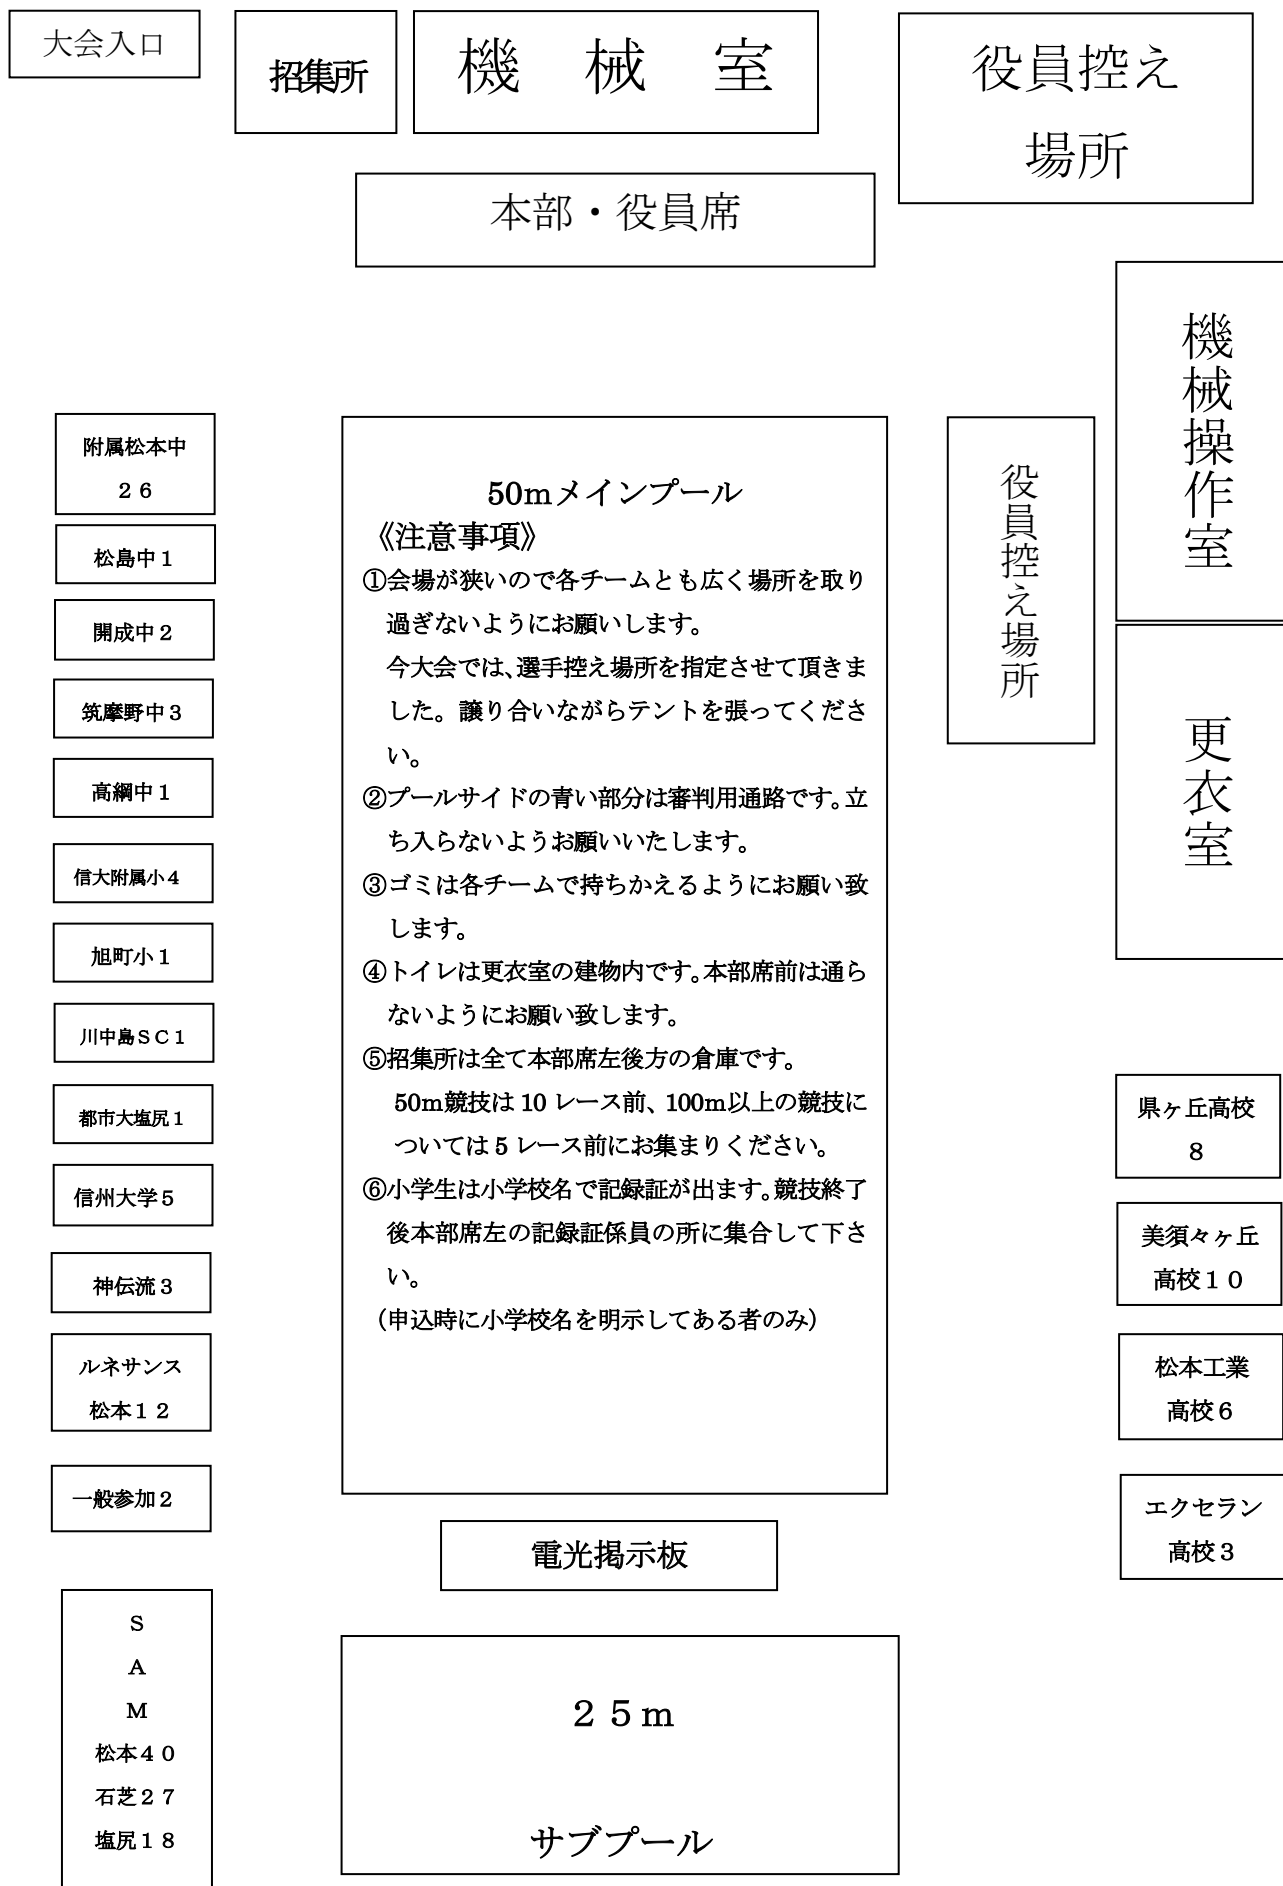 大会入口
招集所
機 械 室
役員控え
場所
本部・役員席
機械操作室
役員控え場所
更衣室
附属松本中
２６
松島中１
開成中２
筑摩野中３
高綱中１
信大附属小４
旭町小１
川中島ＳＣ１
都市大塩尻１
信州大学５
神伝流３
ルネサンス
松本１２
一般参加２
Ｓ
Ａ
Ｍ
松本４０
石芝２７
塩尻１８
50ｍメインプール
《注意事項》
①会場が狭いので各チームとも広く場所を取り
過ぎないようにお願いします。
今大会では、選手控え場所を指定させて頂きま
した。譲り合いながらテントを張ってくださ
い。
②プールサイドの青い部分は審判用通路です。立
ち入らないようお願いいたします。
③ゴミは各チームで持ちかえるようにお願い致
します。
④トイレは更衣室の建物内です。本部席前は通ら
ないようにお願い致します。
⑤招集所は全て本部席左後方の倉庫です。
50ｍ競技は 10 レース前、100ｍ以上の競技に
ついては 5 レース前にお集まりください。
⑥小学生は小学校名で記録証が出ます。競技終了
後本部席左の記録証係員の所に集合して下さ
い。
（申込時に小学校名を明示してある者のみ）
電光掲示板
２５ｍ
サブプール
県ヶ丘高校
８
美須々ヶ丘
高校１０
松本工業
高校６
エクセラン
高校３